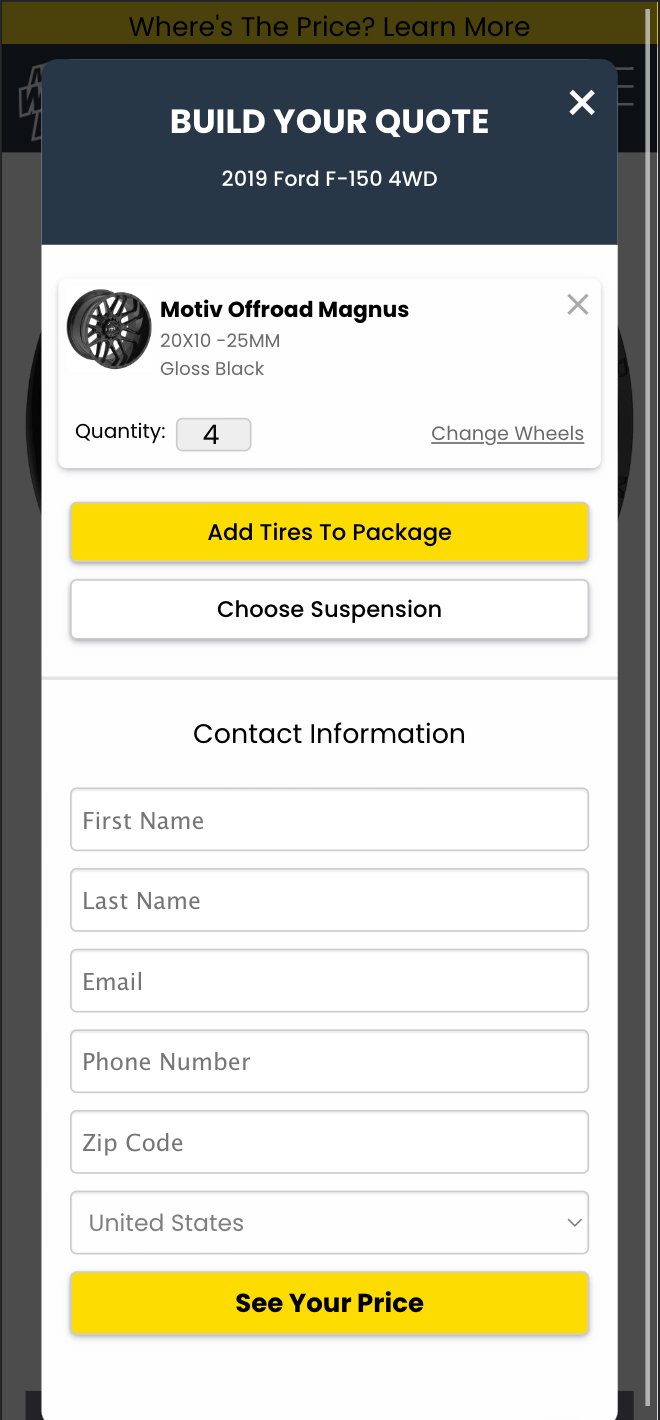 Where's The Price? Learn More
BUILD YOUR QUOTE
2019 Ford F-150 4WD
Motiv Offroad Magnus
20X10 -25MM
Gloss Black
Quantity: 4
Change Wheels
Add Tires To Package
Choose Suspension
Contact Information
First Name
Last Name
Email
Phone Number
Zip Code
United States
See Your Price